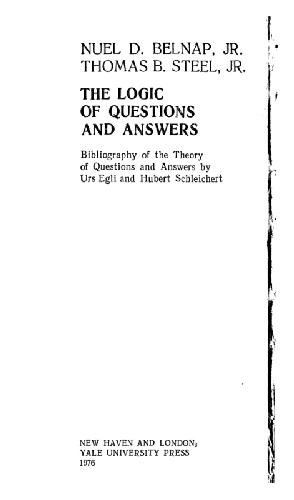 NUEL D. BELNAP, JR.
THOMAS B. STEEL, JR.
THE LOGIC
OF QUESTIONS
AND ANSWERS
Bibliography of the Theory
of Questions and Answers by
Urs Egli and Hubert Schleichert
NEW HAVEN AND LONDON;
YALE UNIVERSITY PRESS
1976